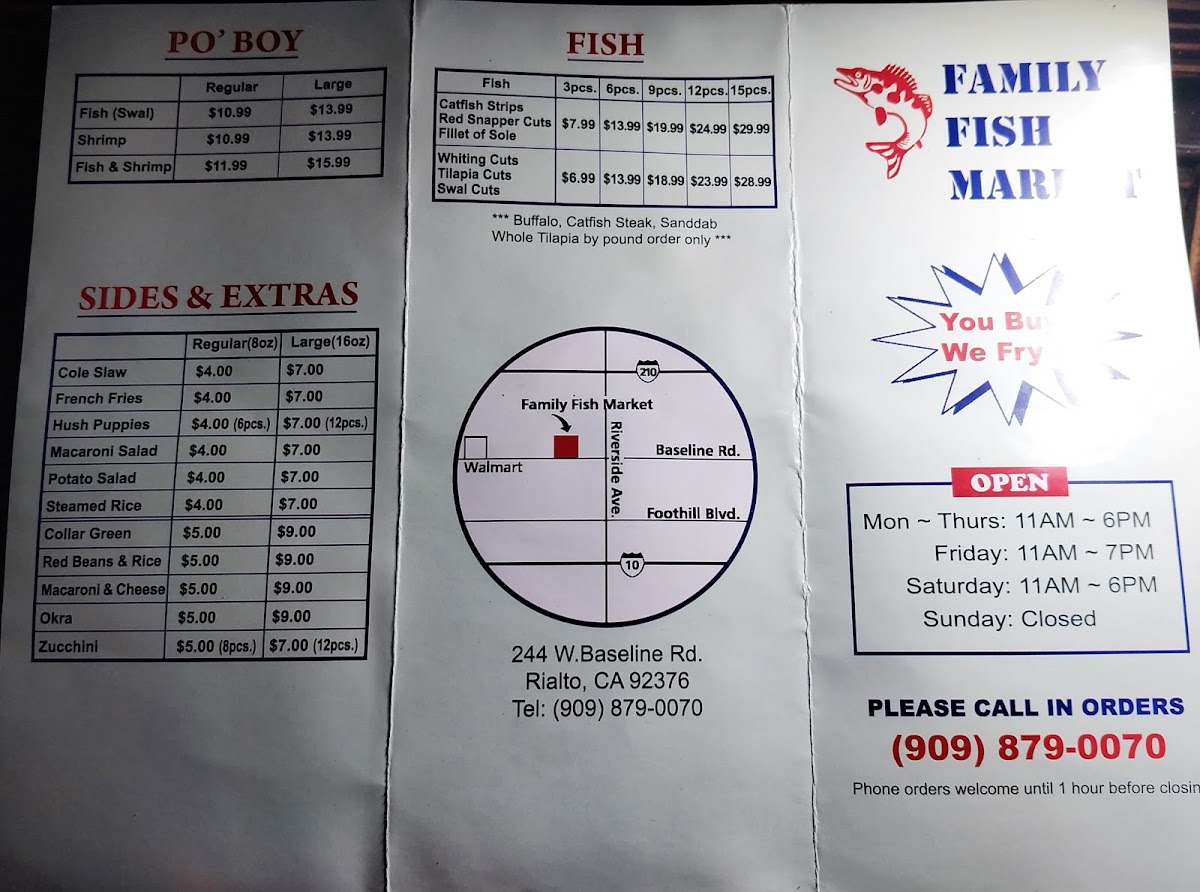 PO' BOY
Regular Large
Fish (Swal) $10.99 $13.99
Shrimp $10.99 $13.99
Fish & Shrimp $11.99 $15.99
SIDES & EXTRAS
Regular(8oz) Large(16oz)
Cole Slaw $4.00 $7.00
French Fries $4.00 $7.00
Hush Puppies $4.00 (6pcs.) $7.00 (12pcs.)
Macaroni Salad $4.00 $7.00
Potato Salad $4.00 $7.00
Steamed Rice $4.00 $7.00
Collar Green $5.00 $9.00
Red Beans & Rice $5.00 $9.00
Macaroni & Cheese $5.00 $9.00
Okra $5.00 $9.00
Zucchini $5.00 (8pcs.) $7.00 (12pcs.)
FISH
Fish 3pcs. 6pcs. 9pcs. 12pcs. 15pcs.
Catfish Strips
Red Snapper Cuts $7.99 $13.99 $19.99 $24.99 $29.99
Fillet of Sole
Whiting Cuts
Tilapia Cuts $6.99 $13.99 $18.99 $23.99 $28.99
Swal Cuts
*** Buffalo, Catfish Steak, Sanddab
Whole Tilapia by pound order only ***
210
Family Fish Market
Riverside Ave.
Baseline Rd.
Walmart
Foothill Blvd.
10
244 W.Baseline Rd.
Rialto, CA 92376
Tel: (909) 879-0070
FAMILY
FISH
You
We Fry
OPEN
Mon ~ Thurs: 11AM ~ 6PM
Friday: 11AM ~ 7PM
Saturday: 11AM ~ 6PM
Sunday: Closed
PLEASE CALL IN ORDERS
(909) 879-0070
Phone orders welcome until 1 hour before closin